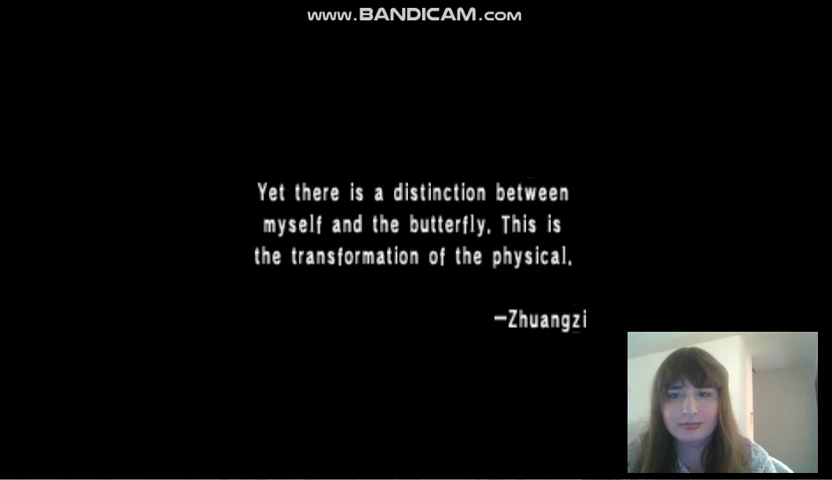 www.BANDICAM.com
Yet there is a distinction between
myself and the butterfly. This is
the transformation of the physical.
—Zhuangzi